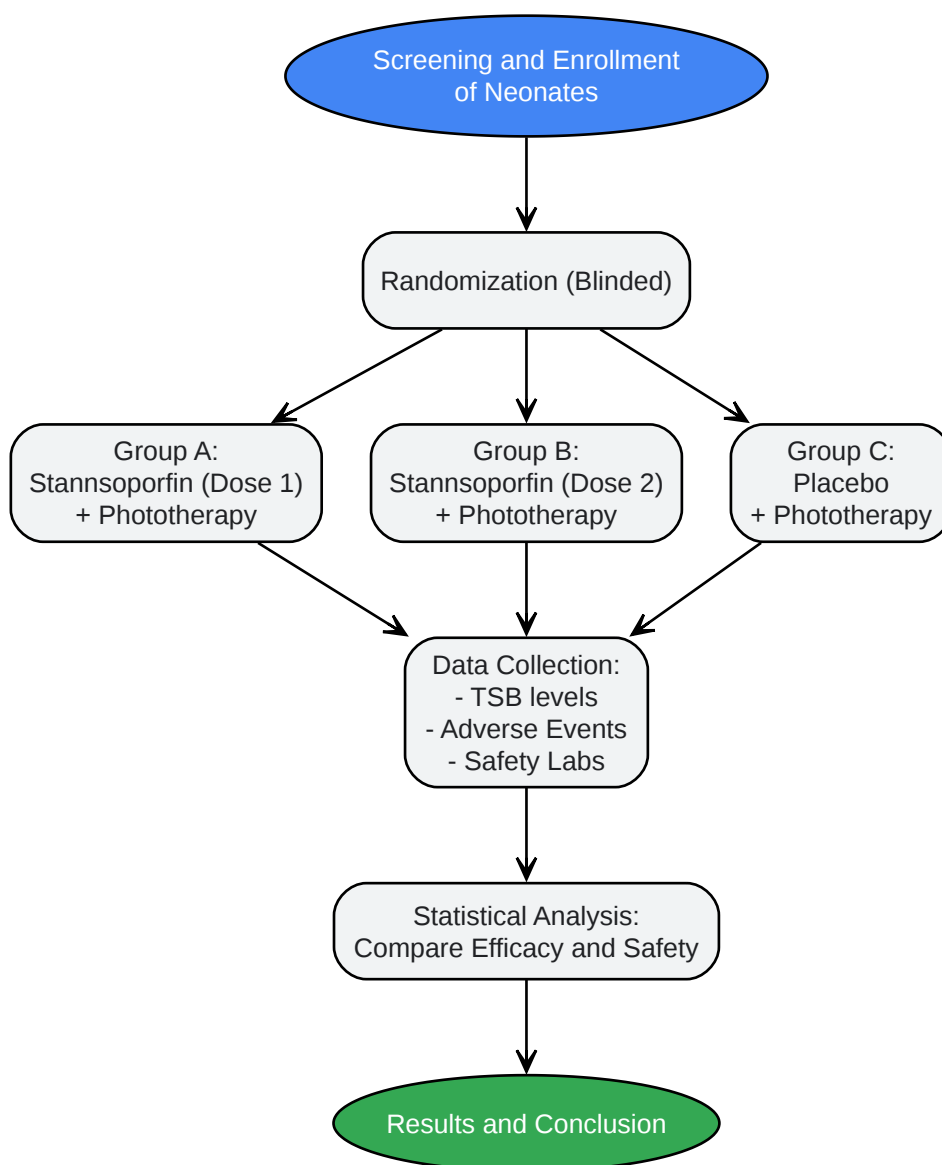 Screening and Enrollment
of Neonates
Randomization (Blinded)
Group A:
Stannsoporfin (Dose 1)
+ Phototherapy
Group B:
Stannsoporfin (Dose 2)
+ Phototherapy
Group C:
Placebo
+ Phototherapy
Data Collection:
- TSB levels
- Adverse Events
- Safety Labs
Statistical Analysis:
Compare Efficacy and Safety
Results and Conclusion